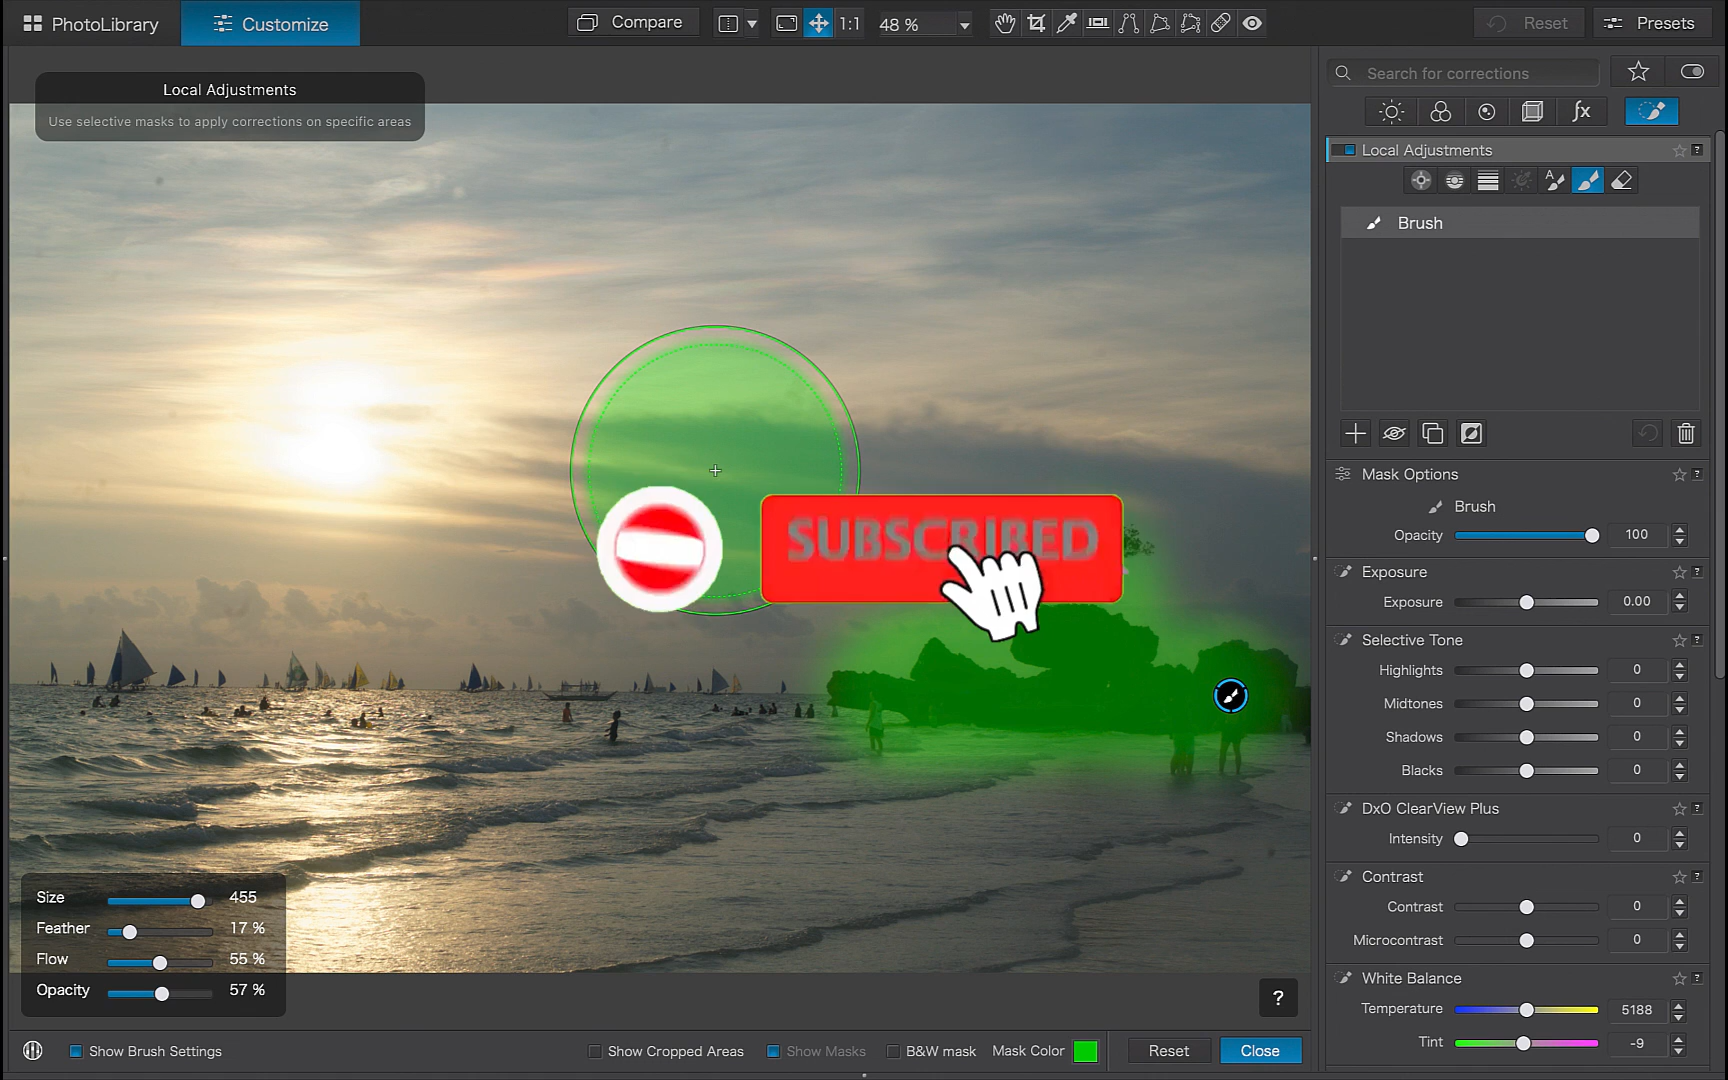 PhotoLibrary
Customize
Compare
1:1
48 %
Reset
Presets
Local Adjustments
Use selective masks to apply corrections on specific areas
Search for corrections
fx
Local Adjustments
A
Brush
Mask Options
Brush
Opacity 100
Exposure
Exposure 0.00
Selective Tone
Highlights 0
Midtones 0
Shadows 0
Blacks 0
DxO ClearView Plus
Intensity 0
Contrast
Contrast 0
Microcontrast 0
White Balance
Temperature 5188
Tint -9
SUBSCRIBED
Size 455
Feather 17 %
Flow 55 %
Opacity 57 %
?
Show Brush Settings
Show Cropped Areas
Show Masks
B&W mask
Mask Color
Reset
Close